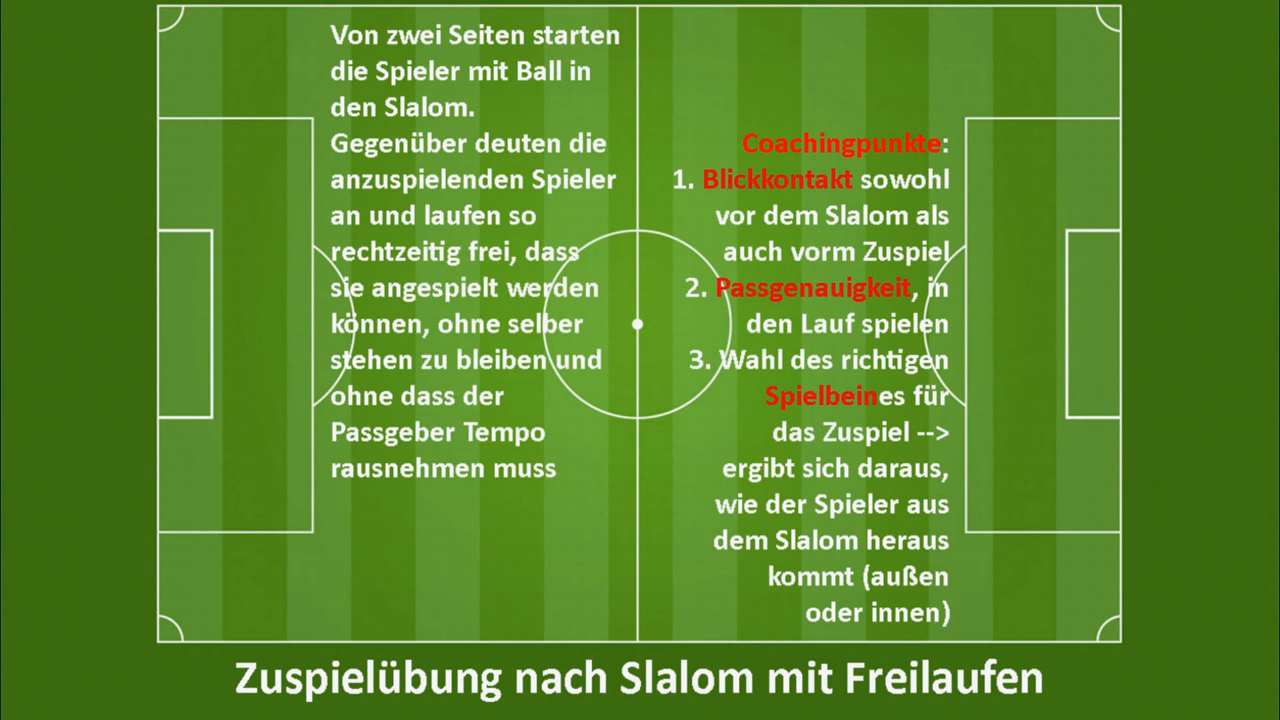 Von zwei Seiten starten
die Spieler mit Ball in
den Slalom.
Gegenüber deuten die
anzuspielenden Spieler
an und laufen so
rechtzeitig frei, dass
sie angespielt werden
können, ohne selber
stehen zu bleiben und
ohne dass der
Passgeber Tempo
rausnehmen muss
Coachingpunkte:
1. Blickkontakt sowohl
vor dem Slalom als
auch vorm Zuspiel
2. Passgenauigkeit, in
den Lauf spielen
3. Wahl des richtigen
Spielbeines für
das Zuspiel -->
ergibt sich daraus,
wie der Spieler aus
dem Slalom heraus
kommt (außen
oder innen)
Zuspielübung nach Slalom mit Freilaufen